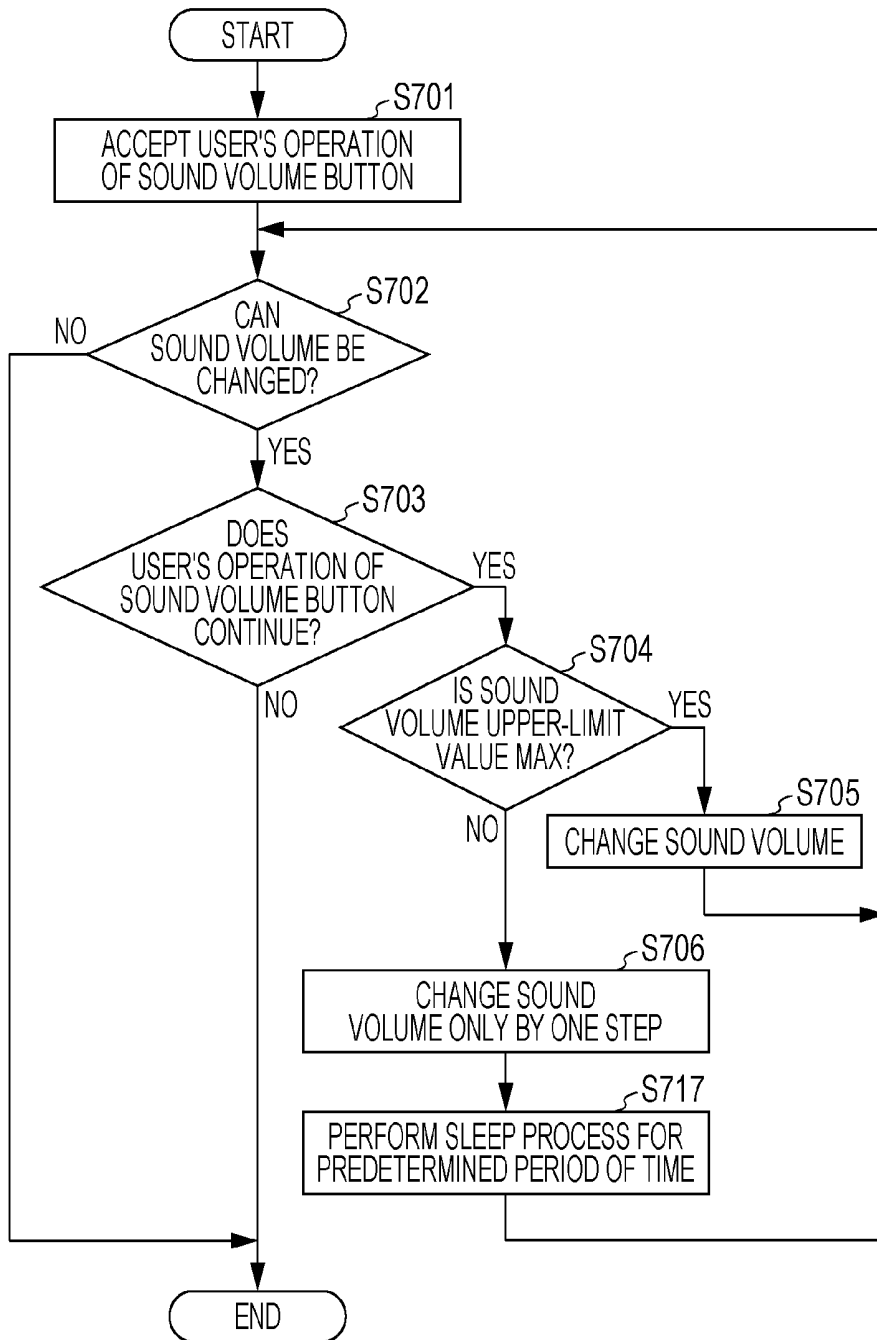 START
S701
ACCEPT USER'S OPERATION
OF SOUND VOLUME BUTTON
S702
CAN
SOUND VOLUME BE
CHANGED?
NO
YES
S703
DOES
USER'S OPERATION OF
SOUND VOLUME BUTTON
CONTINUE?
YES
NO
S704
IS SOUND
VOLUME UPPER-LIMIT
VALUE MAX?
YES
NO
S705
CHANGE SOUND VOLUME
S706
CHANGE SOUND
VOLUME ONLY BY ONE STEP
S717
PERFORM SLEEP PROCESS FOR
PREDETERMINED PERIOD OF TIME
END